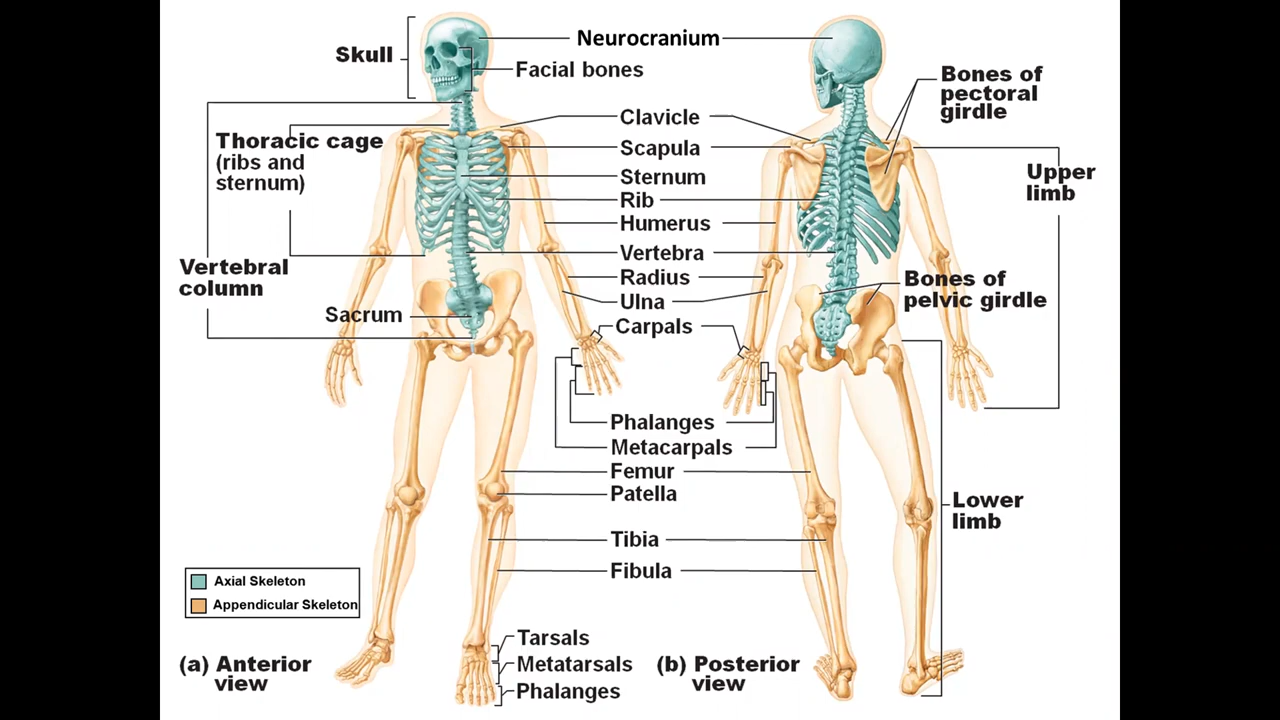 Skull
Neurocranium
Facial bones
Bones of
pectoral
girdle
Clavicle
Thoracic cage
(ribs and
sternum)
Scapula
Sternum
Upper
limb
Rib
Humerus
Vertebra
Vertebral
column
Radius
Bones of
pelvic girdle
Ulna
Sacrum
Carpals
Phalanges
Metacarpals
Femur
Patella
Lower
limb
Tibia
Fibula
Axial Skeleton
Appendicular Skeleton
Tarsals
Metatarsals
Phalanges
(a) Anterior
view
(b) Posterior
view